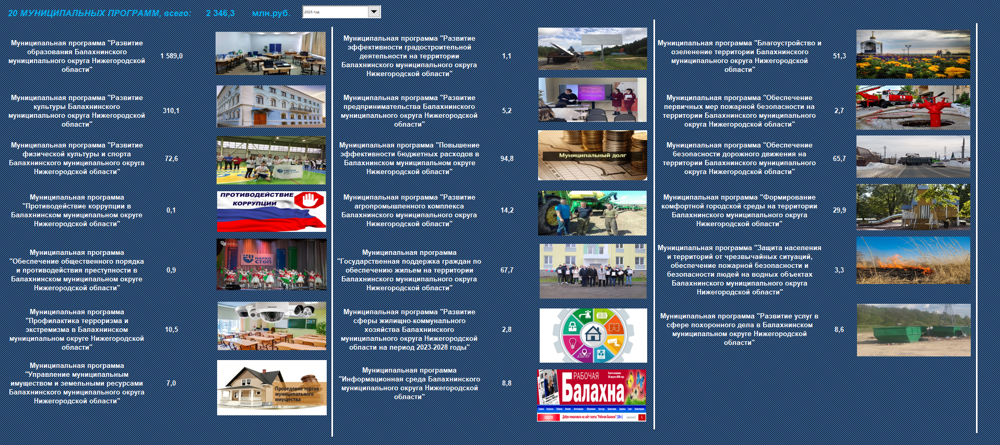 20 МУНИЦИПАЛЬНЫХ ПРОГРАММ, всего: 2 346,3 млн.руб. 2025 год
Муниципальная программа "Развитие
образования Балахнинского
муниципального округа Нижегородской
области"
1 589,0
Муниципальная программа "Развитие
культуры Балахнинского
муниципального округа Нижегородской
области"
310,1
Муниципальная программа "Развитие
физической культуры и спорта
Балахнинского муниципального округа
Нижегородской области"
72,6
РОССЕТИ
Муниципальная программа
"Противодействие коррупции в
Балахнинском муниципальном округе
Нижегородской области"
0,1
ПРОТИВОДЕЙСТВИЕ
КОРРУПЦИИ
Муниципальная программа
"Обеспечение общественного порядка
и противодействия преступности в
Балахнинском муниципальном округе
Нижегородской области"
0,9
НАРКО
СТОП
Муниципальная программа
"Профилактика терроризма и
экстремизма в Балахнинском
муниципальном округе Нижегородской
области"
10,5
Муниципальная программа
"Управление муниципальным
имуществом и земельными ресурсами
Балахнинского муниципального округа
Нижегородской области"
7,0
Проведение торгов
муниципального
имущества
Муниципальная программа "Развитие
эффективности градостроительной
деятельности на территории
Балахнинского муниципального округа
Нижегородской области"
1,1
Муниципальная программа "Развитие
предпринимательства Балахнинского
муниципального округа Нижегородской
области"
5,2
Муниципальная программа "Повышение
эффективности бюджетных расходов в
Балахнинском муниципальном округе
Нижегородской области"
94,8
Муниципальный долг
Муниципальная программа "Развитие
агропромышленного комплекса
Балахнинского муниципального округа
Нижегородской области"
14,2
Муниципальная программа
"Государственная поддержка граждан по
обеспечению жильем на территории
Балахнинского муниципального округа
Нижегородской области"
67,7
Муниципальная программа "Развитие
сферы жилищно-коммунального
хозяйства Балахнинского
муниципального округа Нижегородской
области на период 2023-2028 годы"
2,8
Муниципальная программа
"Информационная среда Балахнинского
муниципального округа Нижегородской
области"
8,8
РАБОЧАЯ
Балахна
Добро пожаловать на сайт газеты "Рабочая Балахна" (16+)
Муниципальная программа "Благоустройство и
озеленение территории Балахнинского
муниципального округа Нижегородской
области"
51,3
Муниципальная программа "Обеспечение
первичных мер пожарной безопасности на
территории Балахнинского муниципального
округа Нижегородской области"
2,7
Муниципальная программа "Обеспечение
безопасности дорожного движения на
территории Балахнинского муниципального
округа Нижегородской области"
65,7
Муниципальная программа "Формирование
комфортной городской среды на территории
Балахнинского муниципального округа
Нижегородской области"
29,9
Муниципальная программа "Защита населения
и территорий от чрезвычайных ситуаций,
обеспечение пожарной безопасности и
безопасности людей на водных объектах
Балахнинского муниципального округа
Нижегородской области"
3,3
Муниципальная программа "Развитие услуг в
сфере похоронного дела в Балахнинском
муниципальном округе Нижегородской
области"
8,6